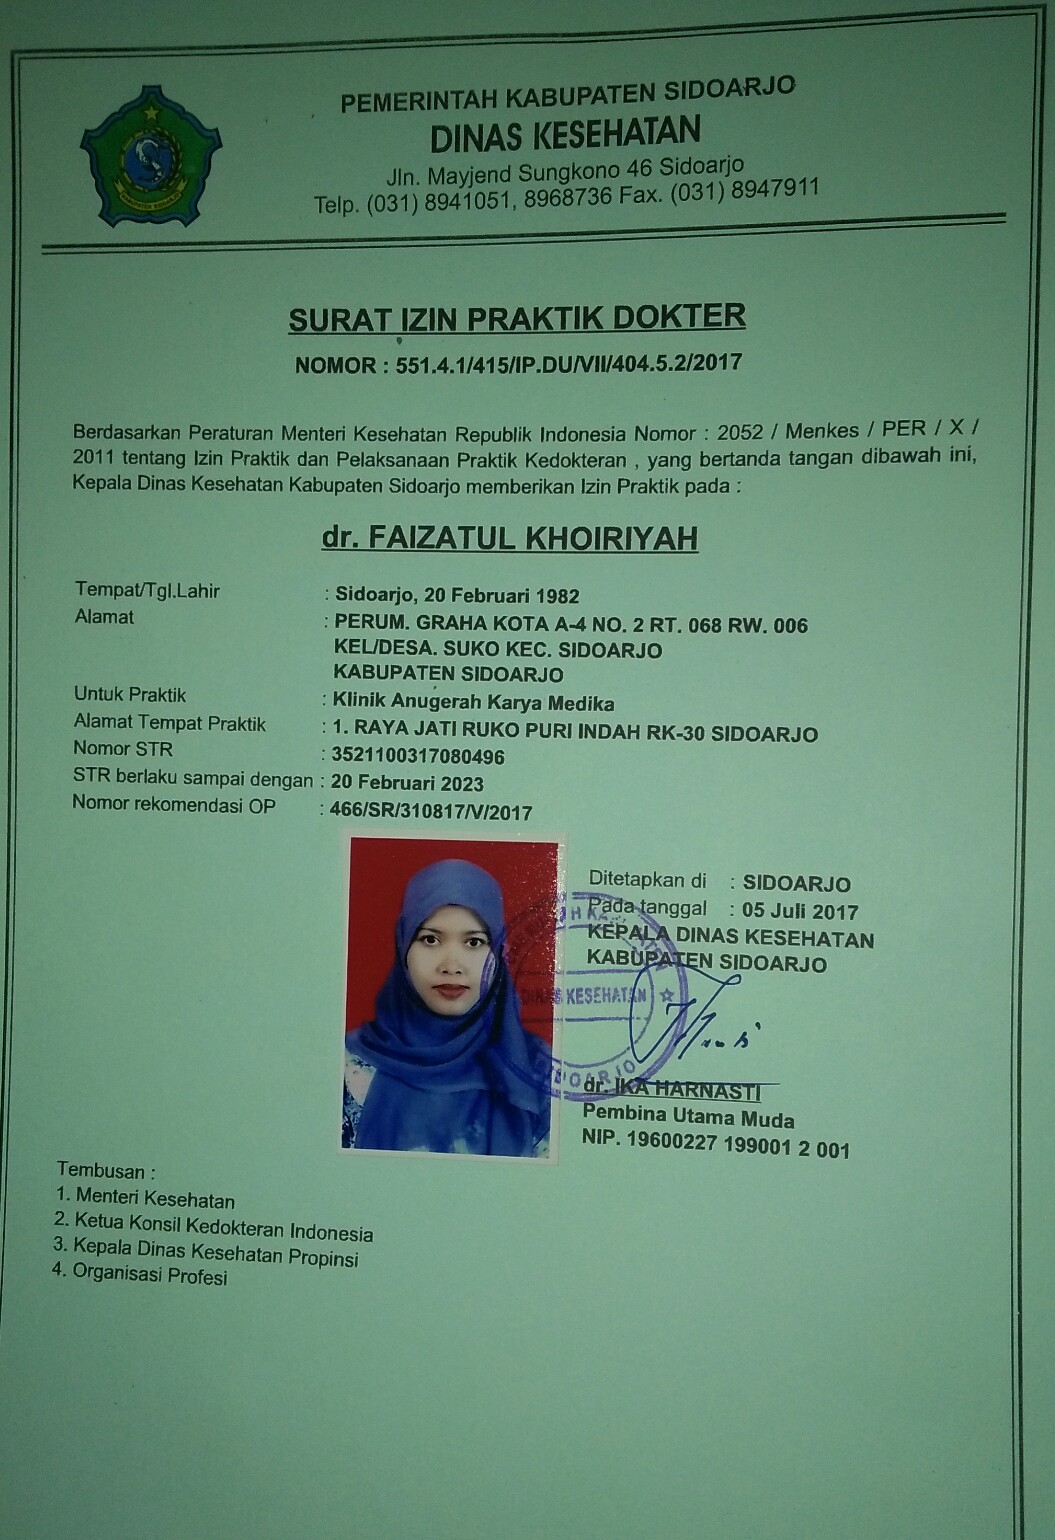 PEMERINTAH KABUPATEN SIDOARJO
DINAS KESEHATAN
Jln. Mayjend Sungkono 46 Sidoarjo
Telp. (031) 8941051, 8968736 Fax. (031) 8947911
KABUPATEN SIDOARJO
SURAT IZIN PRAKTIK DOKTER
NOMOR : 551.4.1/415/IP.DU/VII/404.5.2/2017
Berdasarkan Peraturan Menteri Kesehatan Republik Indonesia Nomor : 2052 / Menkes / PER / X /
2011 tentang Izin Praktik dan Pelaksanaan Praktik Kedokteran , yang bertanda tangan dibawah ini,
Kepala Dinas Kesehatan Kabupaten Sidoarjo memberikan Izin Praktik pada :
dr. FAIZATUL KHOIRIYAH
Tempat/Tgl.Lahir : Sidoarjo, 20 Februari 1982
Alamat : PERUM. GRAHA KOTA A-4 NO. 2 RT. 068 RW. 006
KEL/DESA. SUKO KEC. SIDOARJO
KABUPATEN SIDOARJO
Untuk Praktik : Klinik Anugerah Karya Medika
Alamat Tempat Praktik : 1. RAYA JATI RUKO PURI INDAH RK-30 SIDOARJO
Nomor STR : 3521100317080496
STR berlaku sampai dengan : 20 Februari 2023
Nomor rekomendasi OP : 466/SR/310817/V/2017
Ditetapkan di : SIDOARJO
Pada tanggal : 05 Juli 2017
KEPALA DINAS KESEHATAN
KABUPATEN SIDOARJO
DINAS KESEHATAN
SIDOARJO
dr. IKA HARNASTI
Pembina Utama Muda
NIP. 19600227 199001 2 001
Tembusan :
1. Menteri Kesehatan
2. Ketua Konsil Kedokteran Indonesia
3. Kepala Dinas Kesehatan Propinsi
4. Organisasi Profesi